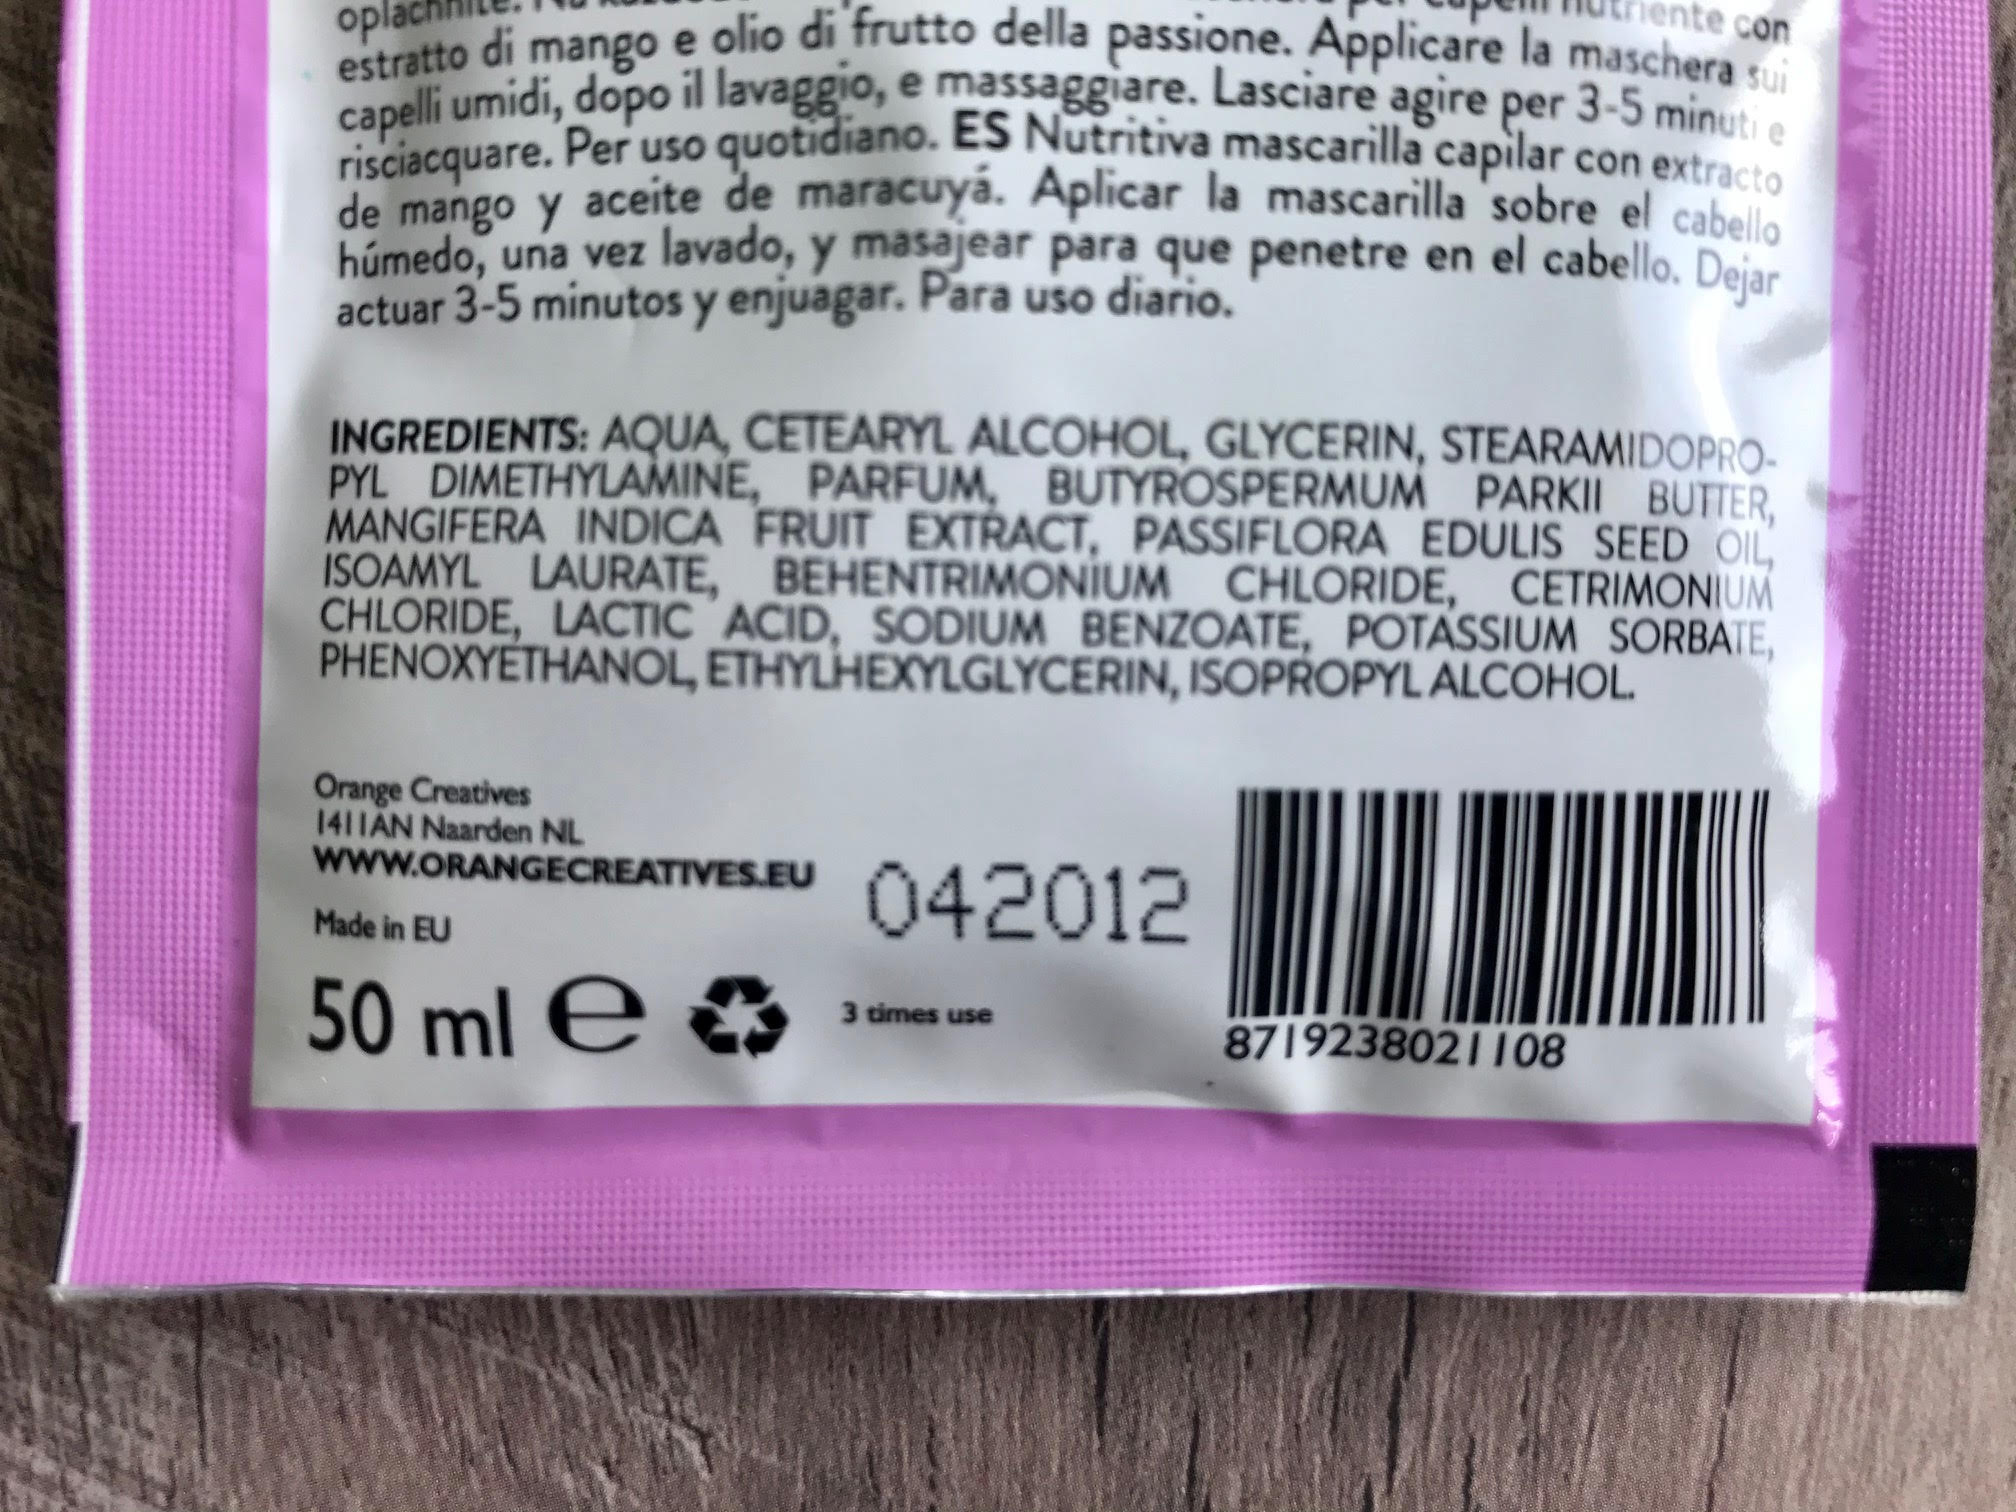 estratto di mango e olio di frutto della passione. Applicare la maschera sui
capelli umidi, dopo il lavaggio, e massaggiare. Lasciare agire per 3-5 minuti e
risciacquare. Per uso quotidiano. ES Nutritiva mascarilla capilar con extracto
de mango y aceite de maracuyá. Aplicar la mascarilla sobre el cabello
húmedo, una vez lavado, y masajear para que penetre en el cabello. Dejar
actuar 3-5 minutos y enjuagar. Para uso diario.
INGREDIENTS: AQUA, CETEARYL ALCOHOL, GLYCERIN, STEARAMIDOPRO-
PYL DIMETHYLAMINE, PARFUM, BUTYROSPERMUM PARKII BUTTER,
MANGIFERA INDICA FRUIT EXTRACT, PASSIFLORA EDULIS SEED OIL,
ISOAMYL LAURATE, BEHENTRIMONIUM CHLORIDE, CETRIMONIUM
CHLORIDE, LACTIC ACID, SODIUM BENZOATE, POTASSIUM SORBATE,
PHENOXYETHANOL, ETHYLHEXYLGLYCERIN, ISOPROPYL ALCOHOL.
Orange Creatives
1411AN Naarden NL
WWW.ORANGECREATIVES.EU
Made in EU
042012
50 ml e
3 times use
8719238021108